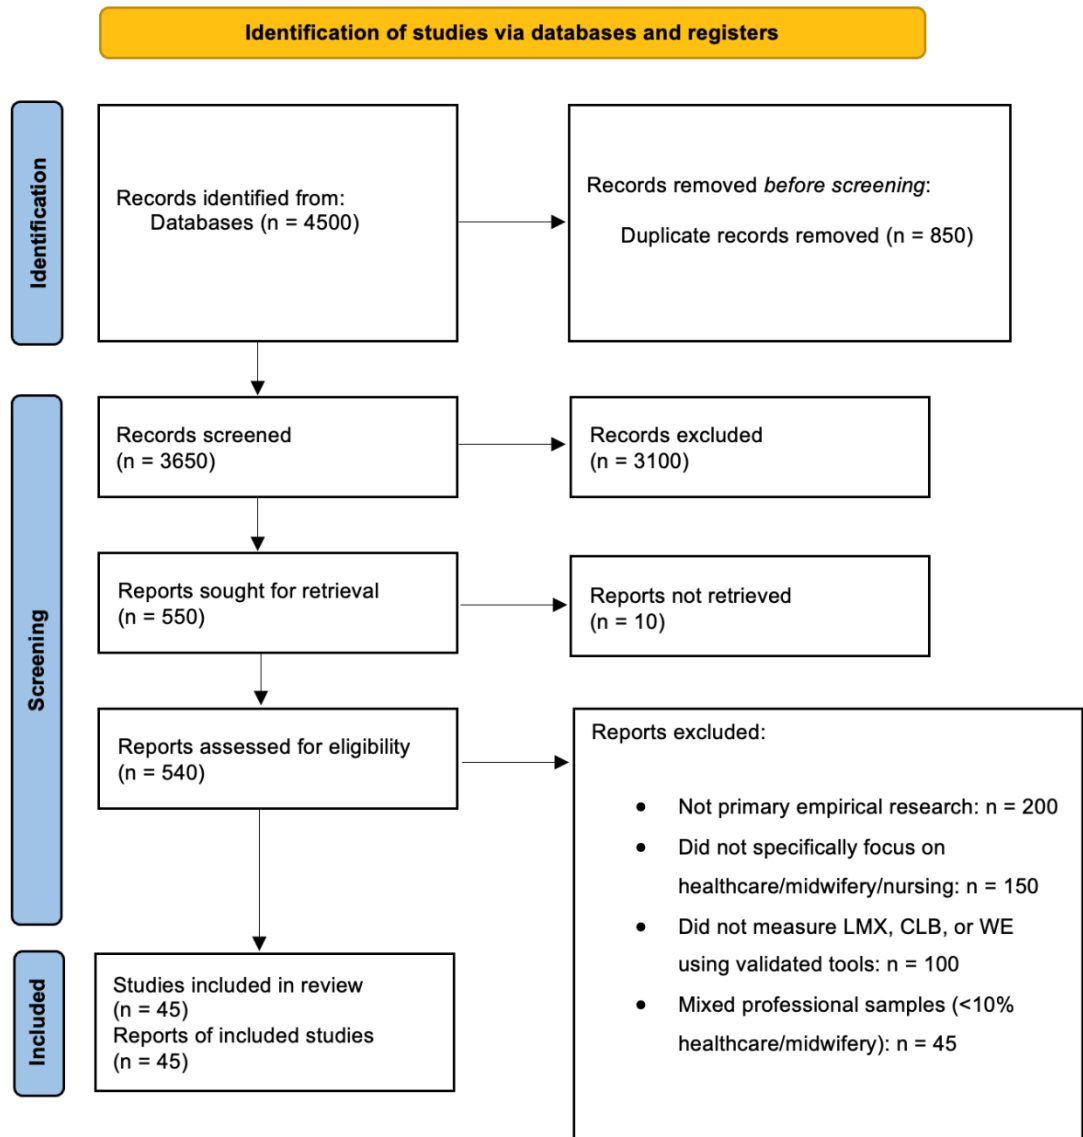 Identification of studies via databases and registers
Identification
Records identified from:
Databases (n = 4500)
Records removed before screening:
Duplicate records removed (n = 850)
Screening
Records screened
(n = 3650)
Records excluded
(n = 3100)
Reports sought for retrieval
(n = 550)
Reports not retrieved
(n = 10)
Reports assessed for eligibility
(n = 540)
Reports excluded:
• Not primary empirical research: n = 200
• Did not specifically focus on
healthcare/midwifery/nursing: n = 150
• Did not measure LMX, CLB, or WE
using validated tools: n = 100
• Mixed professional samples (<10%
healthcare/midwifery): n = 45
Included
Studies included in review
(n = 45)
Reports of included studies
(n = 45)